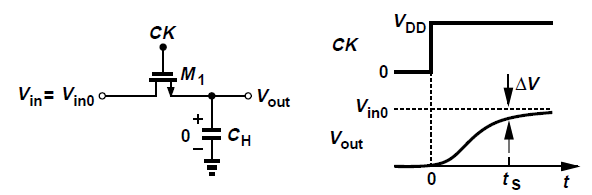 CK
M1
Vin = Vin0
Vout
+
0
CH
−
CK
VDD
0
ΔV
Vin0
Vout
0
tS
t